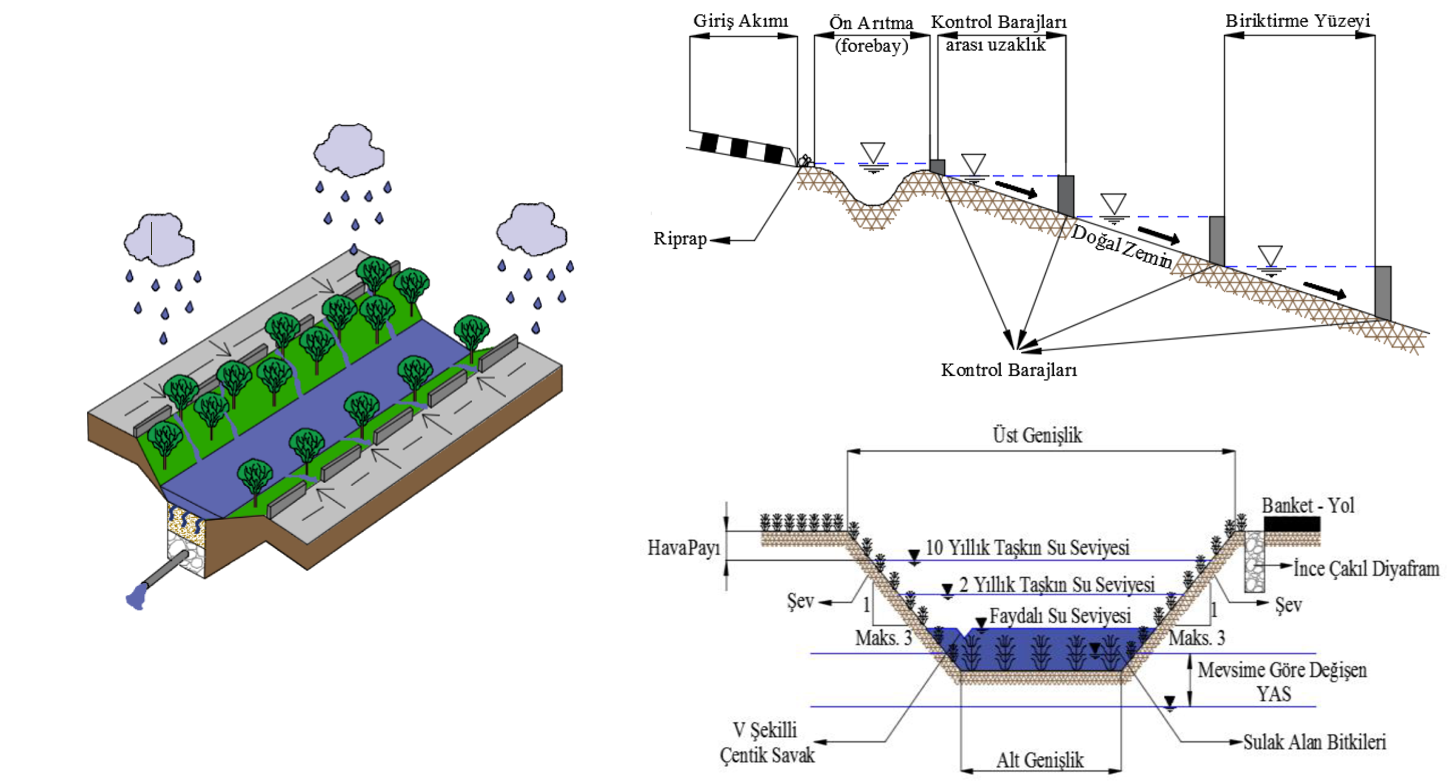 Giriş Akımı
Ön Arıtma
(forebay)
Kontrol Barajları
arası uzaklık
Biriktirme Yüzeyi
Riprap
Doğal Zemin
Kontrol Barajları
Üst Genişlik
Banket - Yol
HavaPayı
10 Yıllık Taşkın Su Seviyesi
İnce Çakıl Diyafram
2 Yıllık Taşkın Su Seviyesi
Şev
1
Faydalı Su Seviyesi
1
Şev
Maks. 3
Maks. 3
Mevsime Göre Değişen
YAS
V Şekilli
Çentik Savak
Alt Genişlik
Sulak Alan Bitkileri